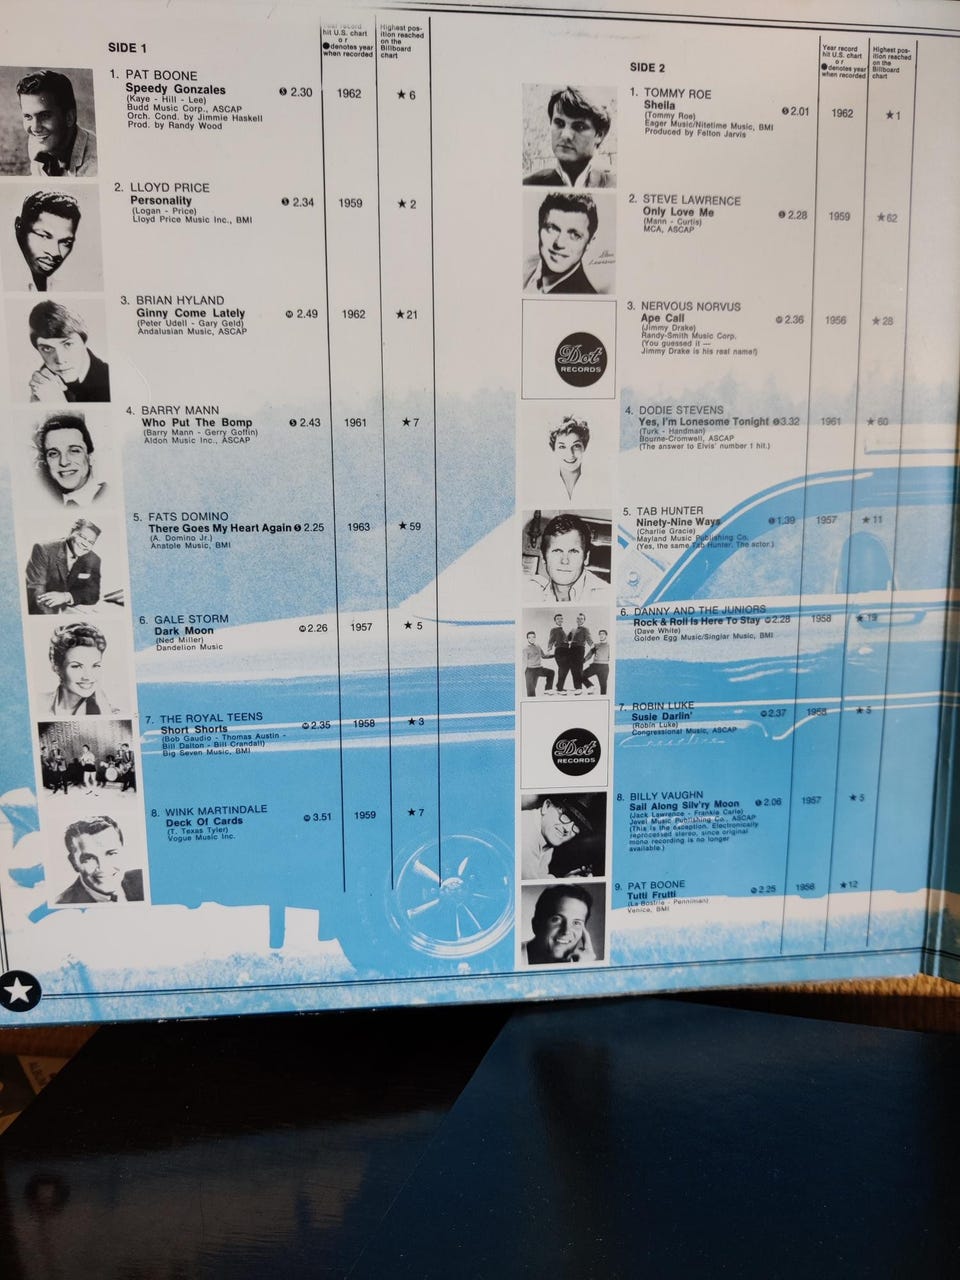 SIDE 1
hit U.S. chart
or
●denotes year
when recorded
Highest pos-
ition reached
on the
Billboard
chart
1. PAT BOONE
Speedy Gonzales S 2.30 1962 ★6
(Kaye - Hill - Lee)
Budd Music Corp., ASCAP
Orch. Cond. by Jimmie Haskell
Prod. by Randy Wood
2. LLOYD PRICE
Personality S 2.34 1959 ★2
(Logan - Price)
Lloyd Price Music Inc., BMI
3. BRIAN HYLAND
Ginny Come Lately M 2.49 1962 ★21
(Peter Udell - Gary Geld)
Andalusian Music, ASCAP
4. BARRY MANN
Who Put The Bomp S 2.43 1961 ★7
(Barry Mann - Gerry Goffin)
Aldon Music Inc., ASCAP
5. FATS DOMINO
There Goes My Heart Again S 2.25 1963 ★59
(A. Domino Jr.)
Anatole Music, BMI
6. GALE STORM
Dark Moon M 2.26 1957 ★5
(Ned Miller)
Dandelion Music
7. THE ROYAL TEENS
Short Shorts M 2.35 1958 ★3
(Bob Gaudio - Thomas Austin -
Bill Dalton - Bill Crandall)
Big Seven Music, BMI
8. WINK MARTINDALE
Deck Of Cards M 3.51 1959 ★7
(T. Texas Tyler)
Vogue Music Inc.
SIDE 2
Year record
hit U.S. chart
or
●denotes year
when recorded
Highest pos-
ition reached
on the
Billboard
chart
1. TOMMY ROE
Sheila S 2.01 1962 ★1
(Tommy Roe)
Eager Music/Nitetime Music, BMI
Produced by Felton Jarvis
2. STEVE LAWRENCE
Only Love Me S 2.28 1959 ★62
(Mann - Curtis)
MCA, ASCAP
3. NERVOUS NORVUS
Ape Call M 2.36 1956 ★28
(Jimmy Drake)
Randy-Smith Music Corp.
(You guessed it —
Jimmy Drake is his real name!)
Dot
RECORDS
4. DODIE STEVENS
Yes, I'm Lonesome Tonight S 3.32 1961 ★60
(Turk - Handman)
Bourne-Cromwell, ASCAP
(The answer to Elvis' number 1 hit.)
5. TAB HUNTER
Ninety-Nine Ways 1.39 1957 ★11
(Charlie Gracie)
Mayland Music Publishing Co.
(Yes, the same Tab Hunter. The actor.)
6. DANNY AND THE JUNIORS
Rock & Roll Is Here To Stay M 2.28 1958 ★19
(Dave White)
Golden Egg Music/Singlar Music, BMI
7. ROBIN LUKE
Susie Darlin' M 2.37 1958 ★5
(Robin Luke)
Congressional Music, ASCAP
Dot
RECORDS
8. BILLY VAUGHN
Sail Along Silv'ry Moon 2.06 1957 ★5
(Jack Lawrence - Frankie Carle)
Jewel Music Publishing Co., ASCAP
(This is the exception. Electronically
reprocessed stereo, since original
mono recording is no longer
available.)
9. PAT BOONE
Tutti Frutti M 2.25 1956 ★12
(La Bostrie - Penniman)
Venice, BMI